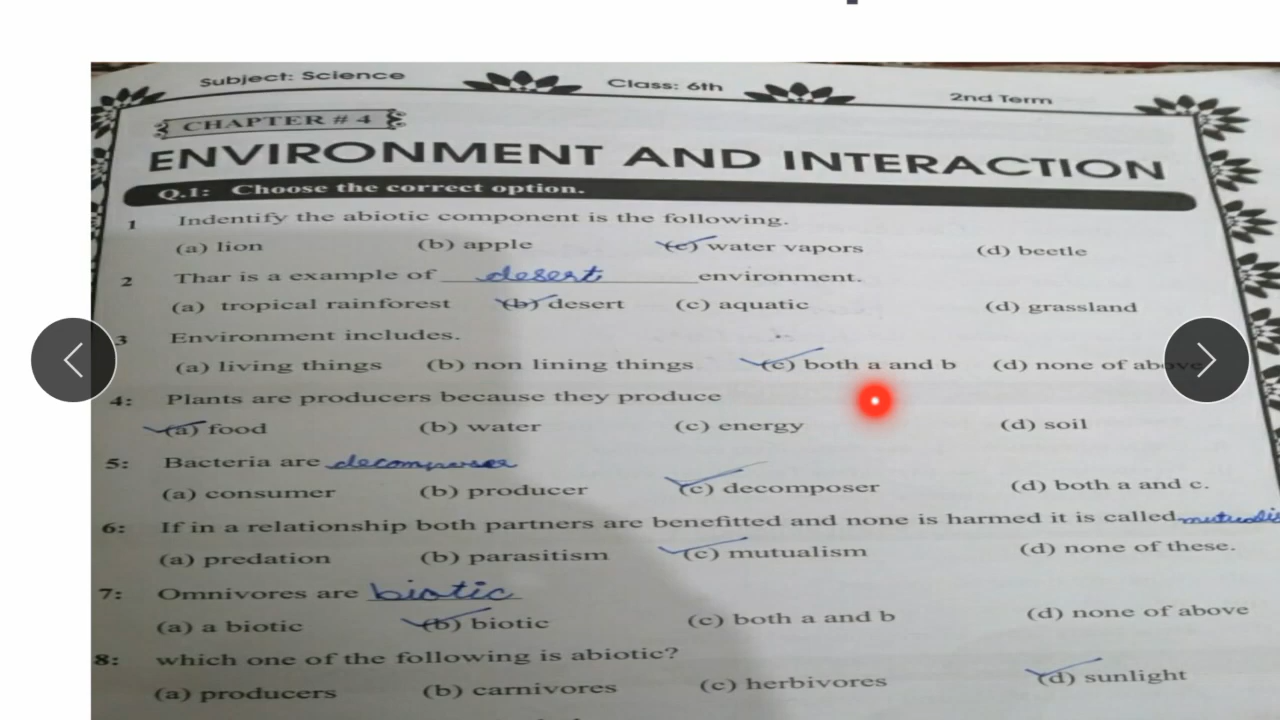 Subject: Science Class: 6th 2nd Term
CHAPTER # 4
ENVIRONMENT AND INTERACTION
Q.1: Choose the correct option.
1 Indentify the abiotic component is the following.
(a) lion (b) apple (c) water vapors (d) beetle
2 Thar is a example of desert environment.
(a) tropical rainforest (b) desert (c) aquatic (d) grassland
3 Environment includes.
(a) living things (b) non lining things (c) both a and b (d) none of above
4: Plants are producers because they produce
(a) food (b) water (c) energy (d) soil
5: Bacteria are decomposer
(a) consumer (b) producer (c) decomposer (d) both a and c.
6: If in a relationship both partners are benefitted and none is harmed it is called
(a) predation (b) parasitism (c) mutualism (d) none of these.
7: Omnivores are biotic
(a) a biotic (b) biotic (c) both a and b (d) none of above
8: which one of the following is abiotic?
(a) producers (b) carnivores (c) herbivores (d) sunlight